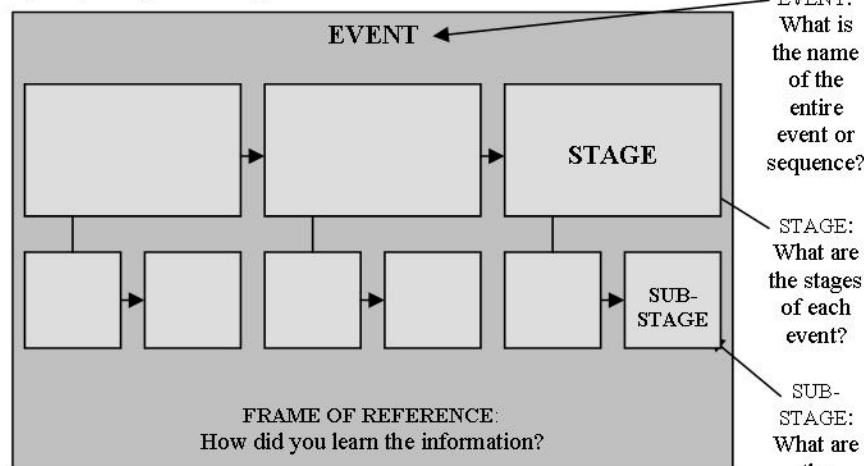 EVENT
STAGE
SUB-
STAGE
FRAME OF REFERENCE:
How did you learn the information?
EVENT:
What is
the name
of the
entire
event or
sequence?
STAGE:
What are
the stages
of each
event?
SUB-
STAGE:
What are